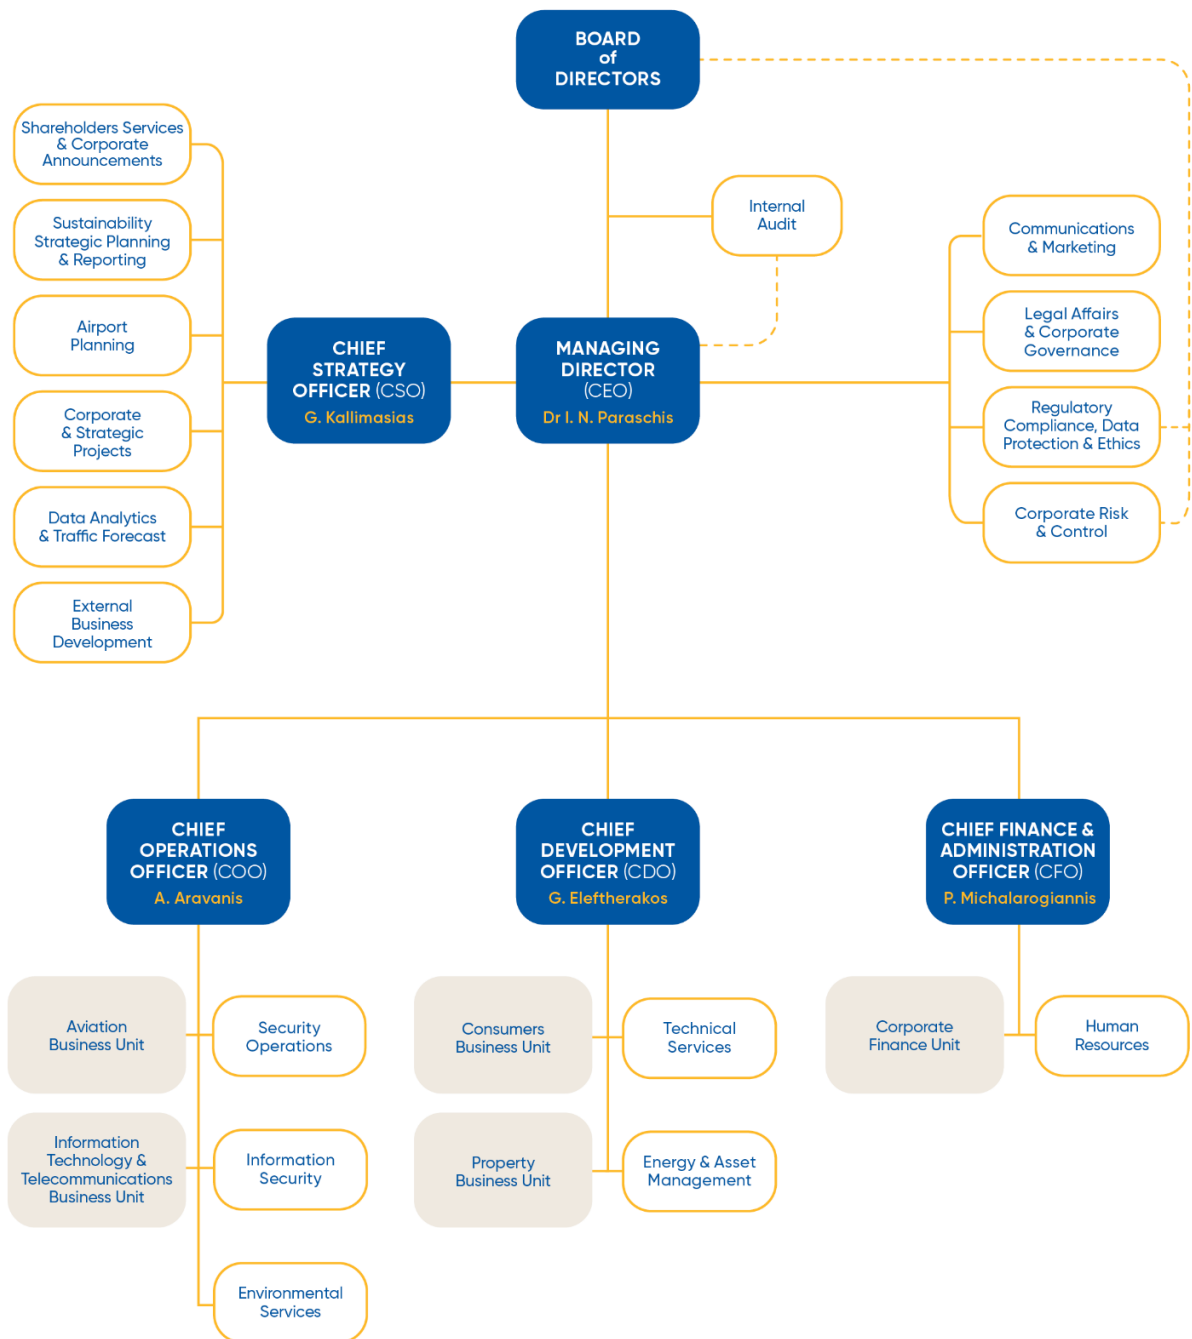 BOARD
of
DIRECTORS
Shareholders Services
& Corporate
Announcements
Sustainability
Strategic Planning
& Reporting
Airport
Planning
Corporate
& Strategic
Projects
Data Analytics
& Traffic Forecast
External
Business
Development
Internal
Audit
Communications
& Marketing
Legal Affairs
& Corporate
Governance
Regulatory
Compliance, Data
Protection & Ethics
Corporate Risk
& Control
CHIEF
STRATEGY
OFFICER (CSO)
G. Kallimasias
MANAGING
DIRECTOR
(CEO)
Dr I. N. Paraschis
CHIEF
OPERATIONS
OFFICER (COO)
A. Aravanis
CHIEF
DEVELOPMENT
OFFICER (CDO)
G. Eleftherakos
CHIEF FINANCE &
ADMINISTRATION
OFFICER (CFO)
P. Michalarogiannis
Aviation
Business Unit
Security
Operations
Information
Technology &
Telecommunications
Business Unit
Information
Security
Environmental
Services
Consumers
Business Unit
Technical
Services
Property
Business Unit
Energy & Asset
Management
Corporate
Finance Unit
Human
Resources